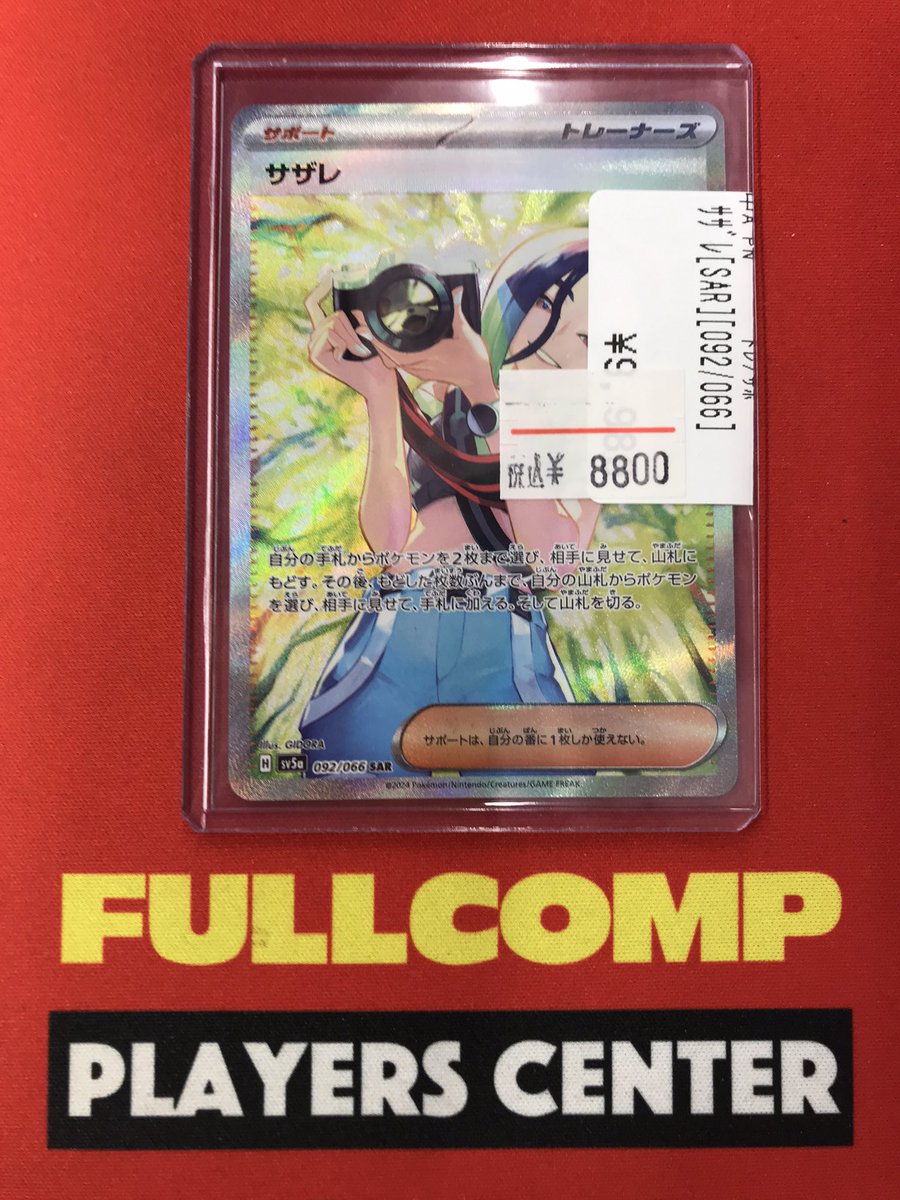 サポート
トレーナーズ
サザレ
ｻｻﾞﾚ[SAR][092/066]
税込¥ 8800
自分の手札からポケモンを2枚まで選び、相手に見せて、山札に
もどす。その後、もどした枚数ぶんまで、自分の山札からポケモン
を選び、相手に見せて、手札に加える。そして山札を切る。
サポートは、自分の番に1枚しか使えない。
Illus. GIDORA
H sv5a 092/066 SAR
©2024 Pokémon/Nintendo/Creatures/GAME FREAK
FULLCOMP
PLAYERS CENTER